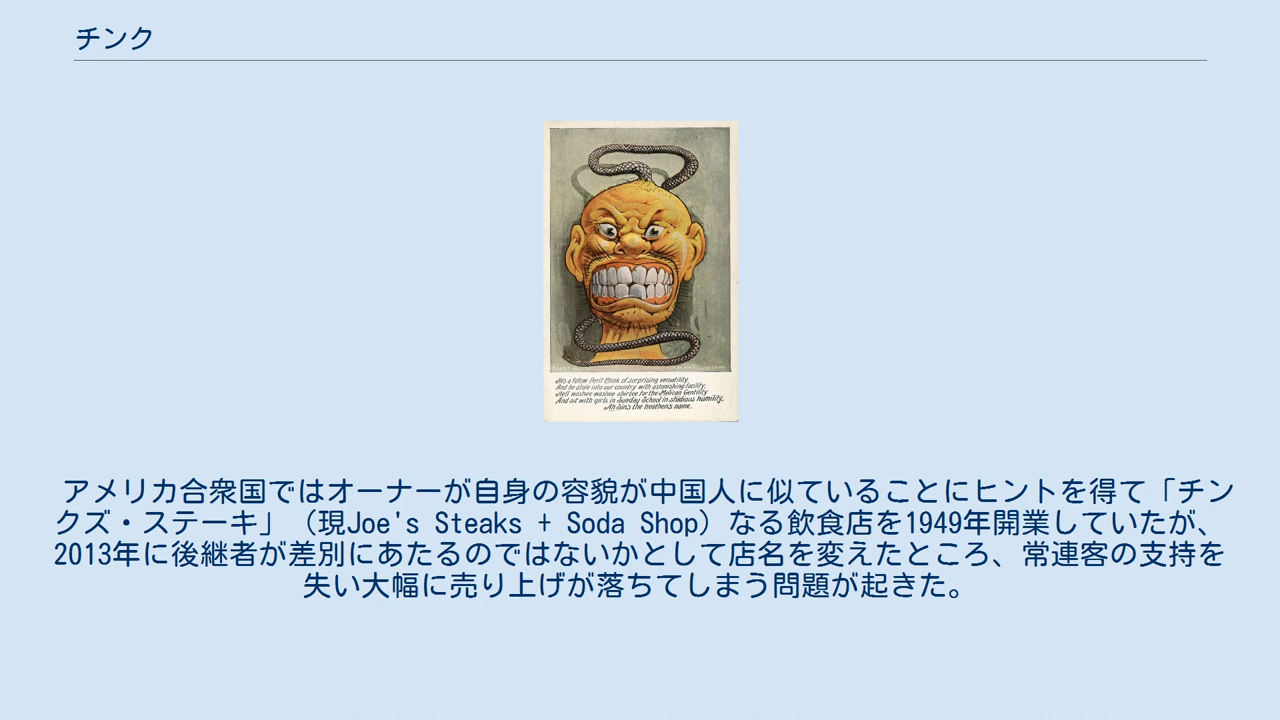 チンク
He's a Yellow Peril Chink of surprising versatility,
And he stole into our country with astonishing facility,
He'll washee washee shirtee for the Melican Gentility
And sit with girls in Sunday School in studious humility,
Ah Sin's the heathen's name.
アメリカ合衆国ではオーナーが自身の容貌が中国人に似ていることにヒントを得て「チン
クズ・ステーキ」（現Joe's Steaks + Soda Shop）なる飲食店を1949年開業していたが、
2013年に後継者が差別にあたるのではないかとして店名を変えたところ、常連客の支持を
失い大幅に売り上げが落ちてしまう問題が起きた。